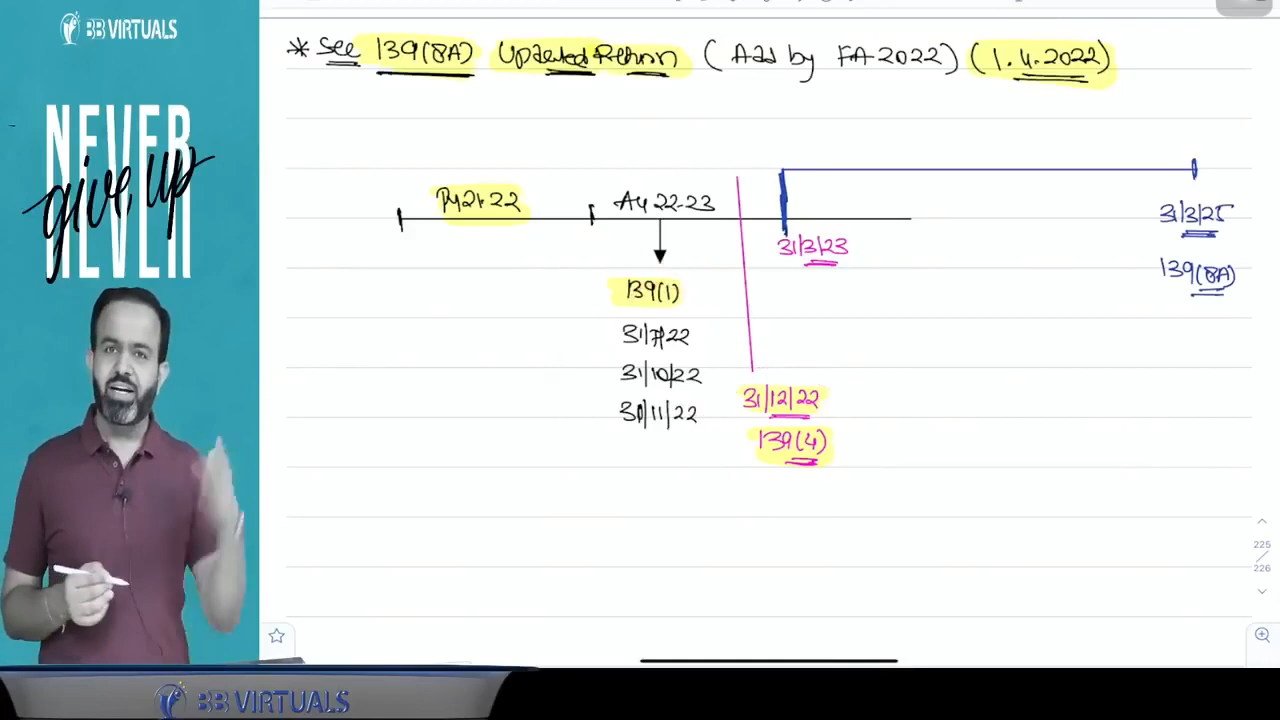 BB VIRTUALS
* See 139(8A) Updated Return (Add by FA 2022) (1.4.2022)
NEVER
give up
NEVER
Py 21-22
Ay 22-23
31/3/23
31/3/25
139(8A)
139(1)
31/7/22
31/10/22
30/11/22
31/12/22
139(4)
225
226
BB VIRTUALS